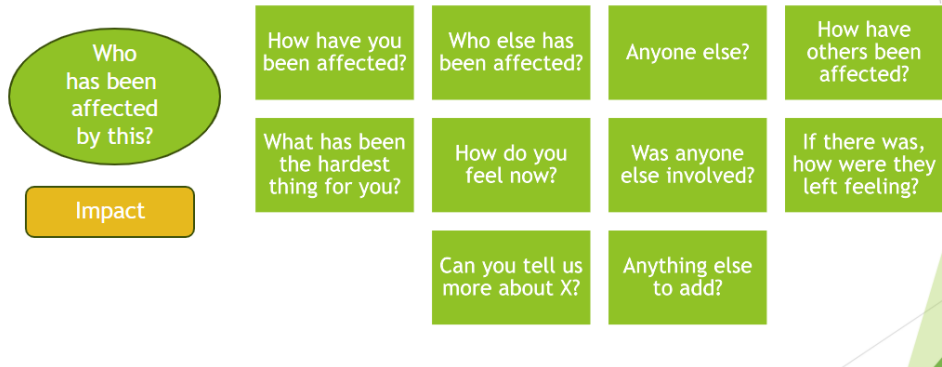 Who
has been
affected
by this?
Impact
How have you
been affected?
Who else has
been affected?
Anyone else?
How have
others been
affected?
What has been
the hardest
thing for you?
How do you
feel now?
Was anyone
else involved?
If there was,
how were they
left feeling?
Can you tell us
more about X?
Anything else
to add?